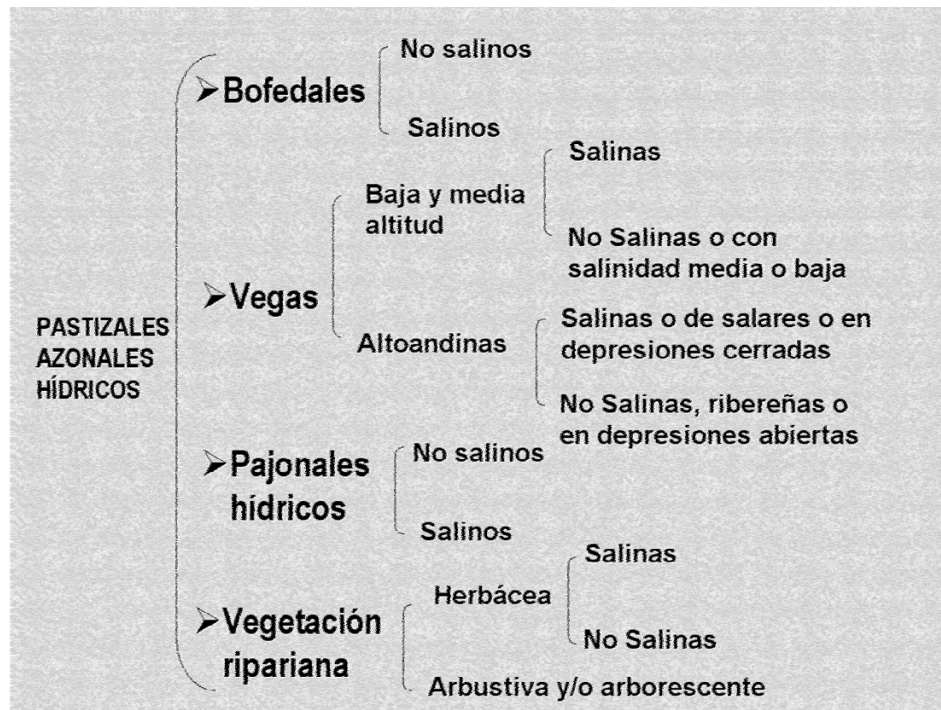 PASTIZALES
AZONALES
HÍDRICOS
➤Bofedales
No salinos
Salinos
➤Vegas
Baja y media
altitud
Salinas
No Salinas o con
salinidad media o baja
Altoandinas
Salinas o de salares o en
depresiones cerradas
No Salinas, ribereñas o
en depresiones abiertas
➤Pajonales
hídricos
No salinos
Salinos
➤Vegetación
ripariana
Herbácea
Salinas
No Salinas
Arbustiva y/o arborescente